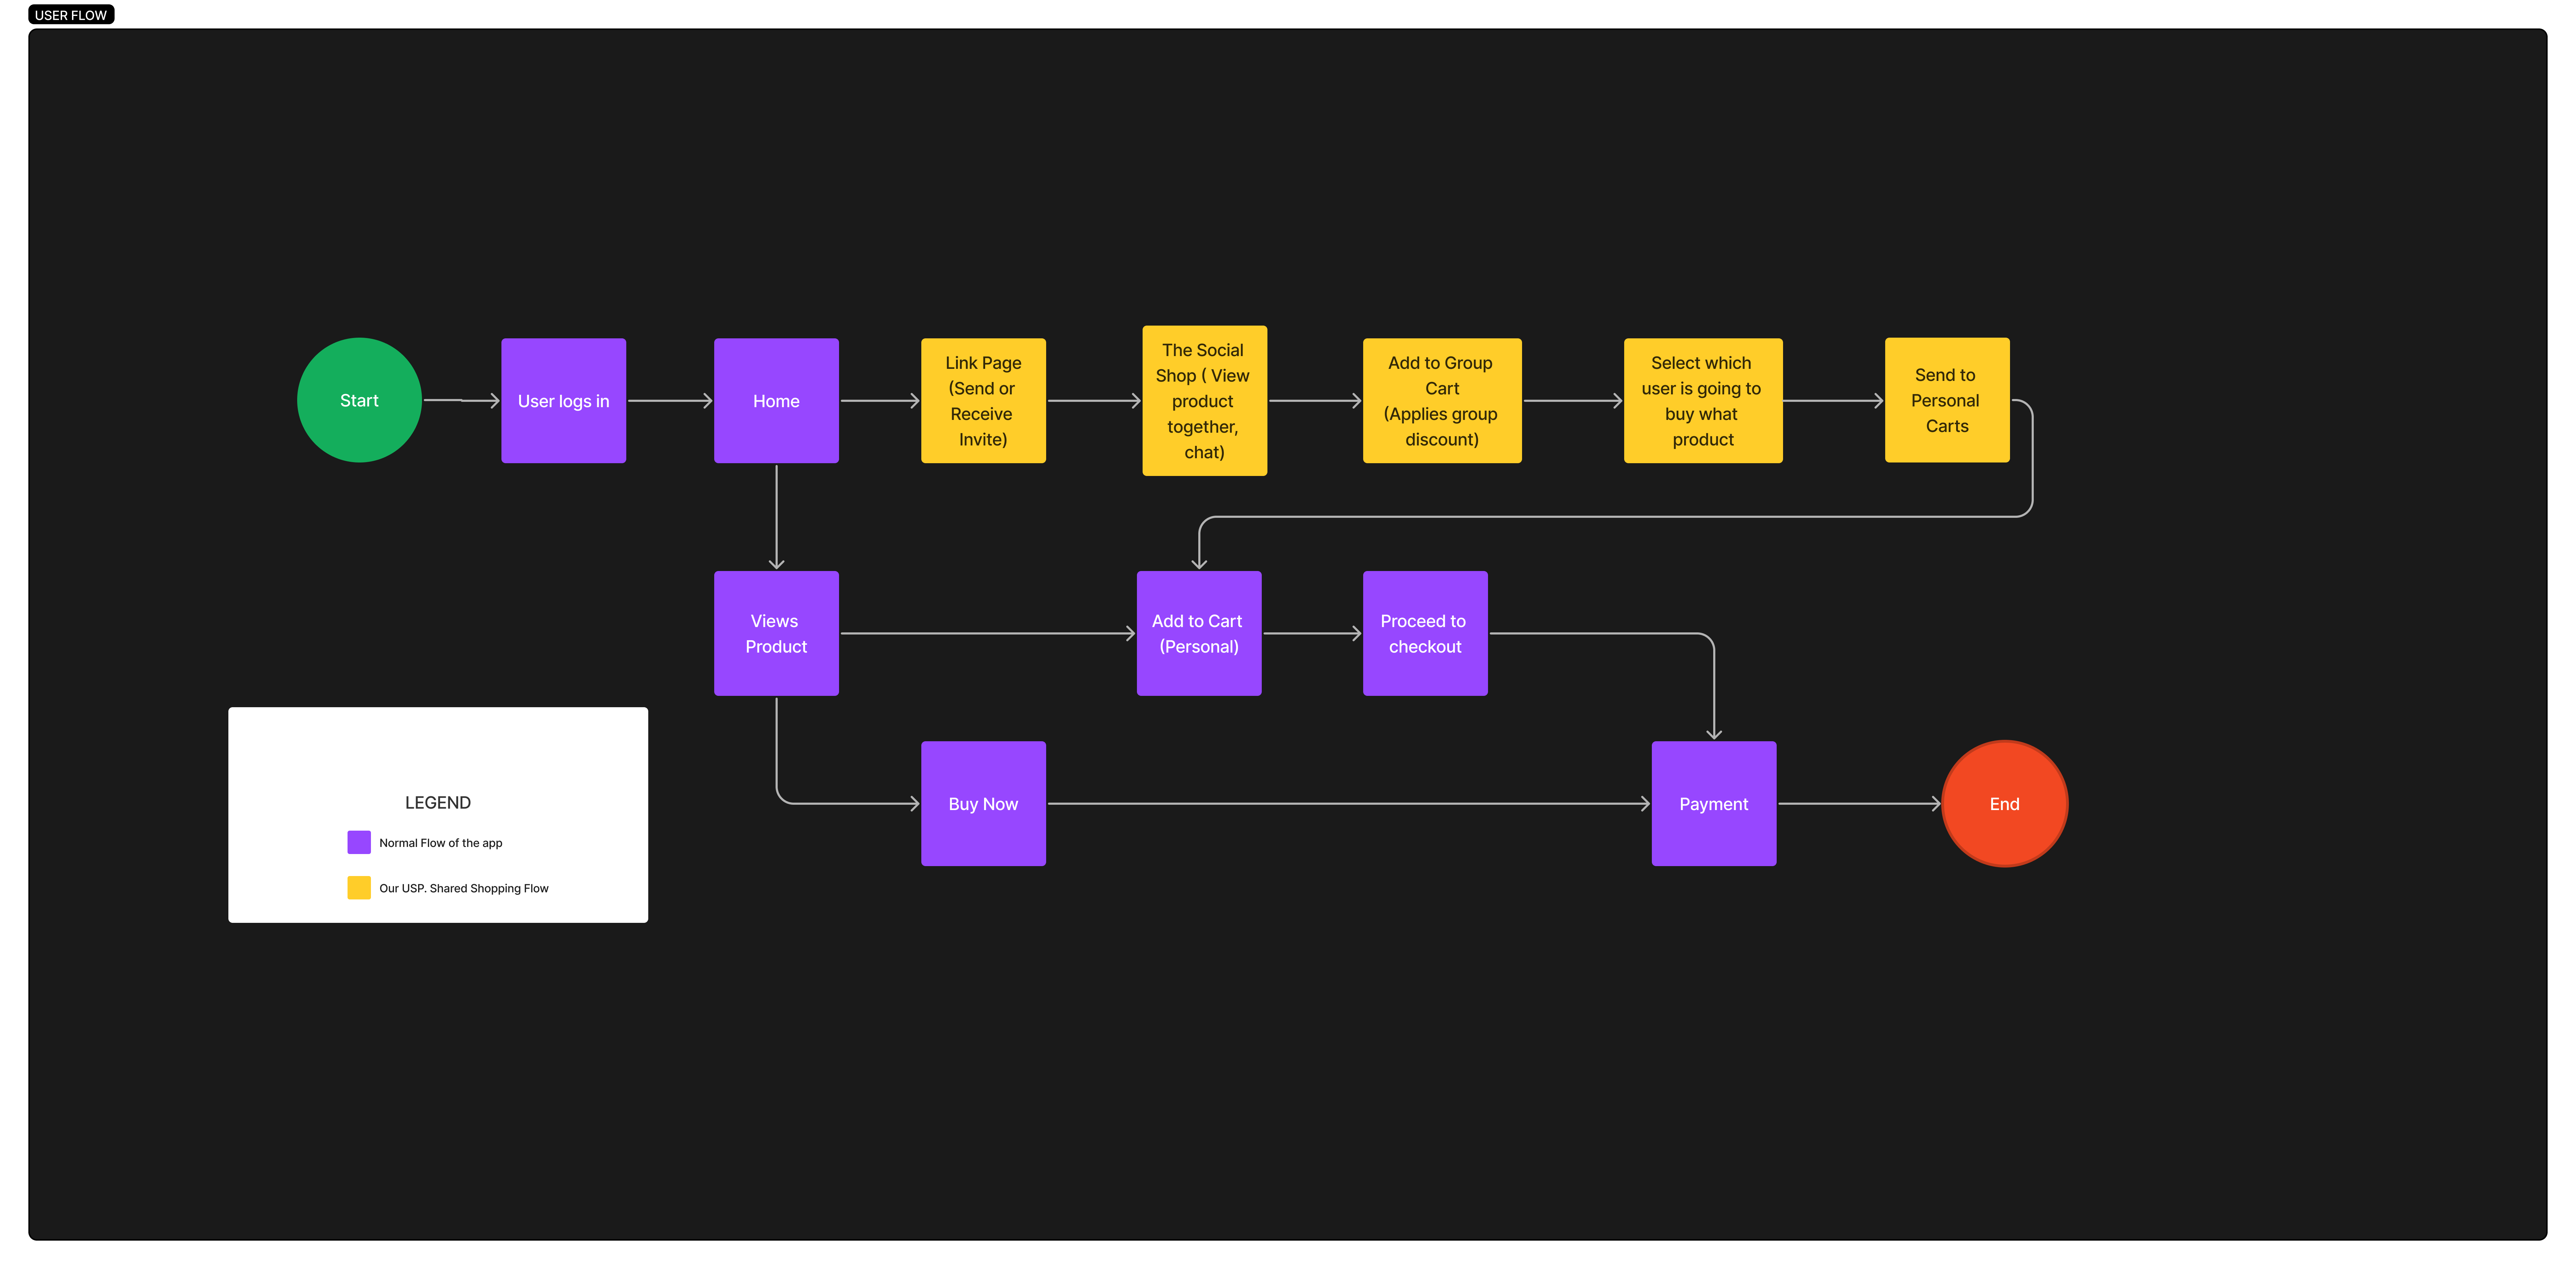 USER FLOW
Start
User logs in
Home
Link Page
(Send or
Receive
Invite)
The Social
Shop ( View
product
together,
chat)
Add to Group
Cart
(Applies group
discount)
Select which
user is going to
buy what
product
Send to
Personal
Carts
Views
Product
Add to Cart
(Personal)
Proceed to
checkout
Buy Now
Payment
End
LEGEND
Normal Flow of the app
Our USP. Shared Shopping Flow